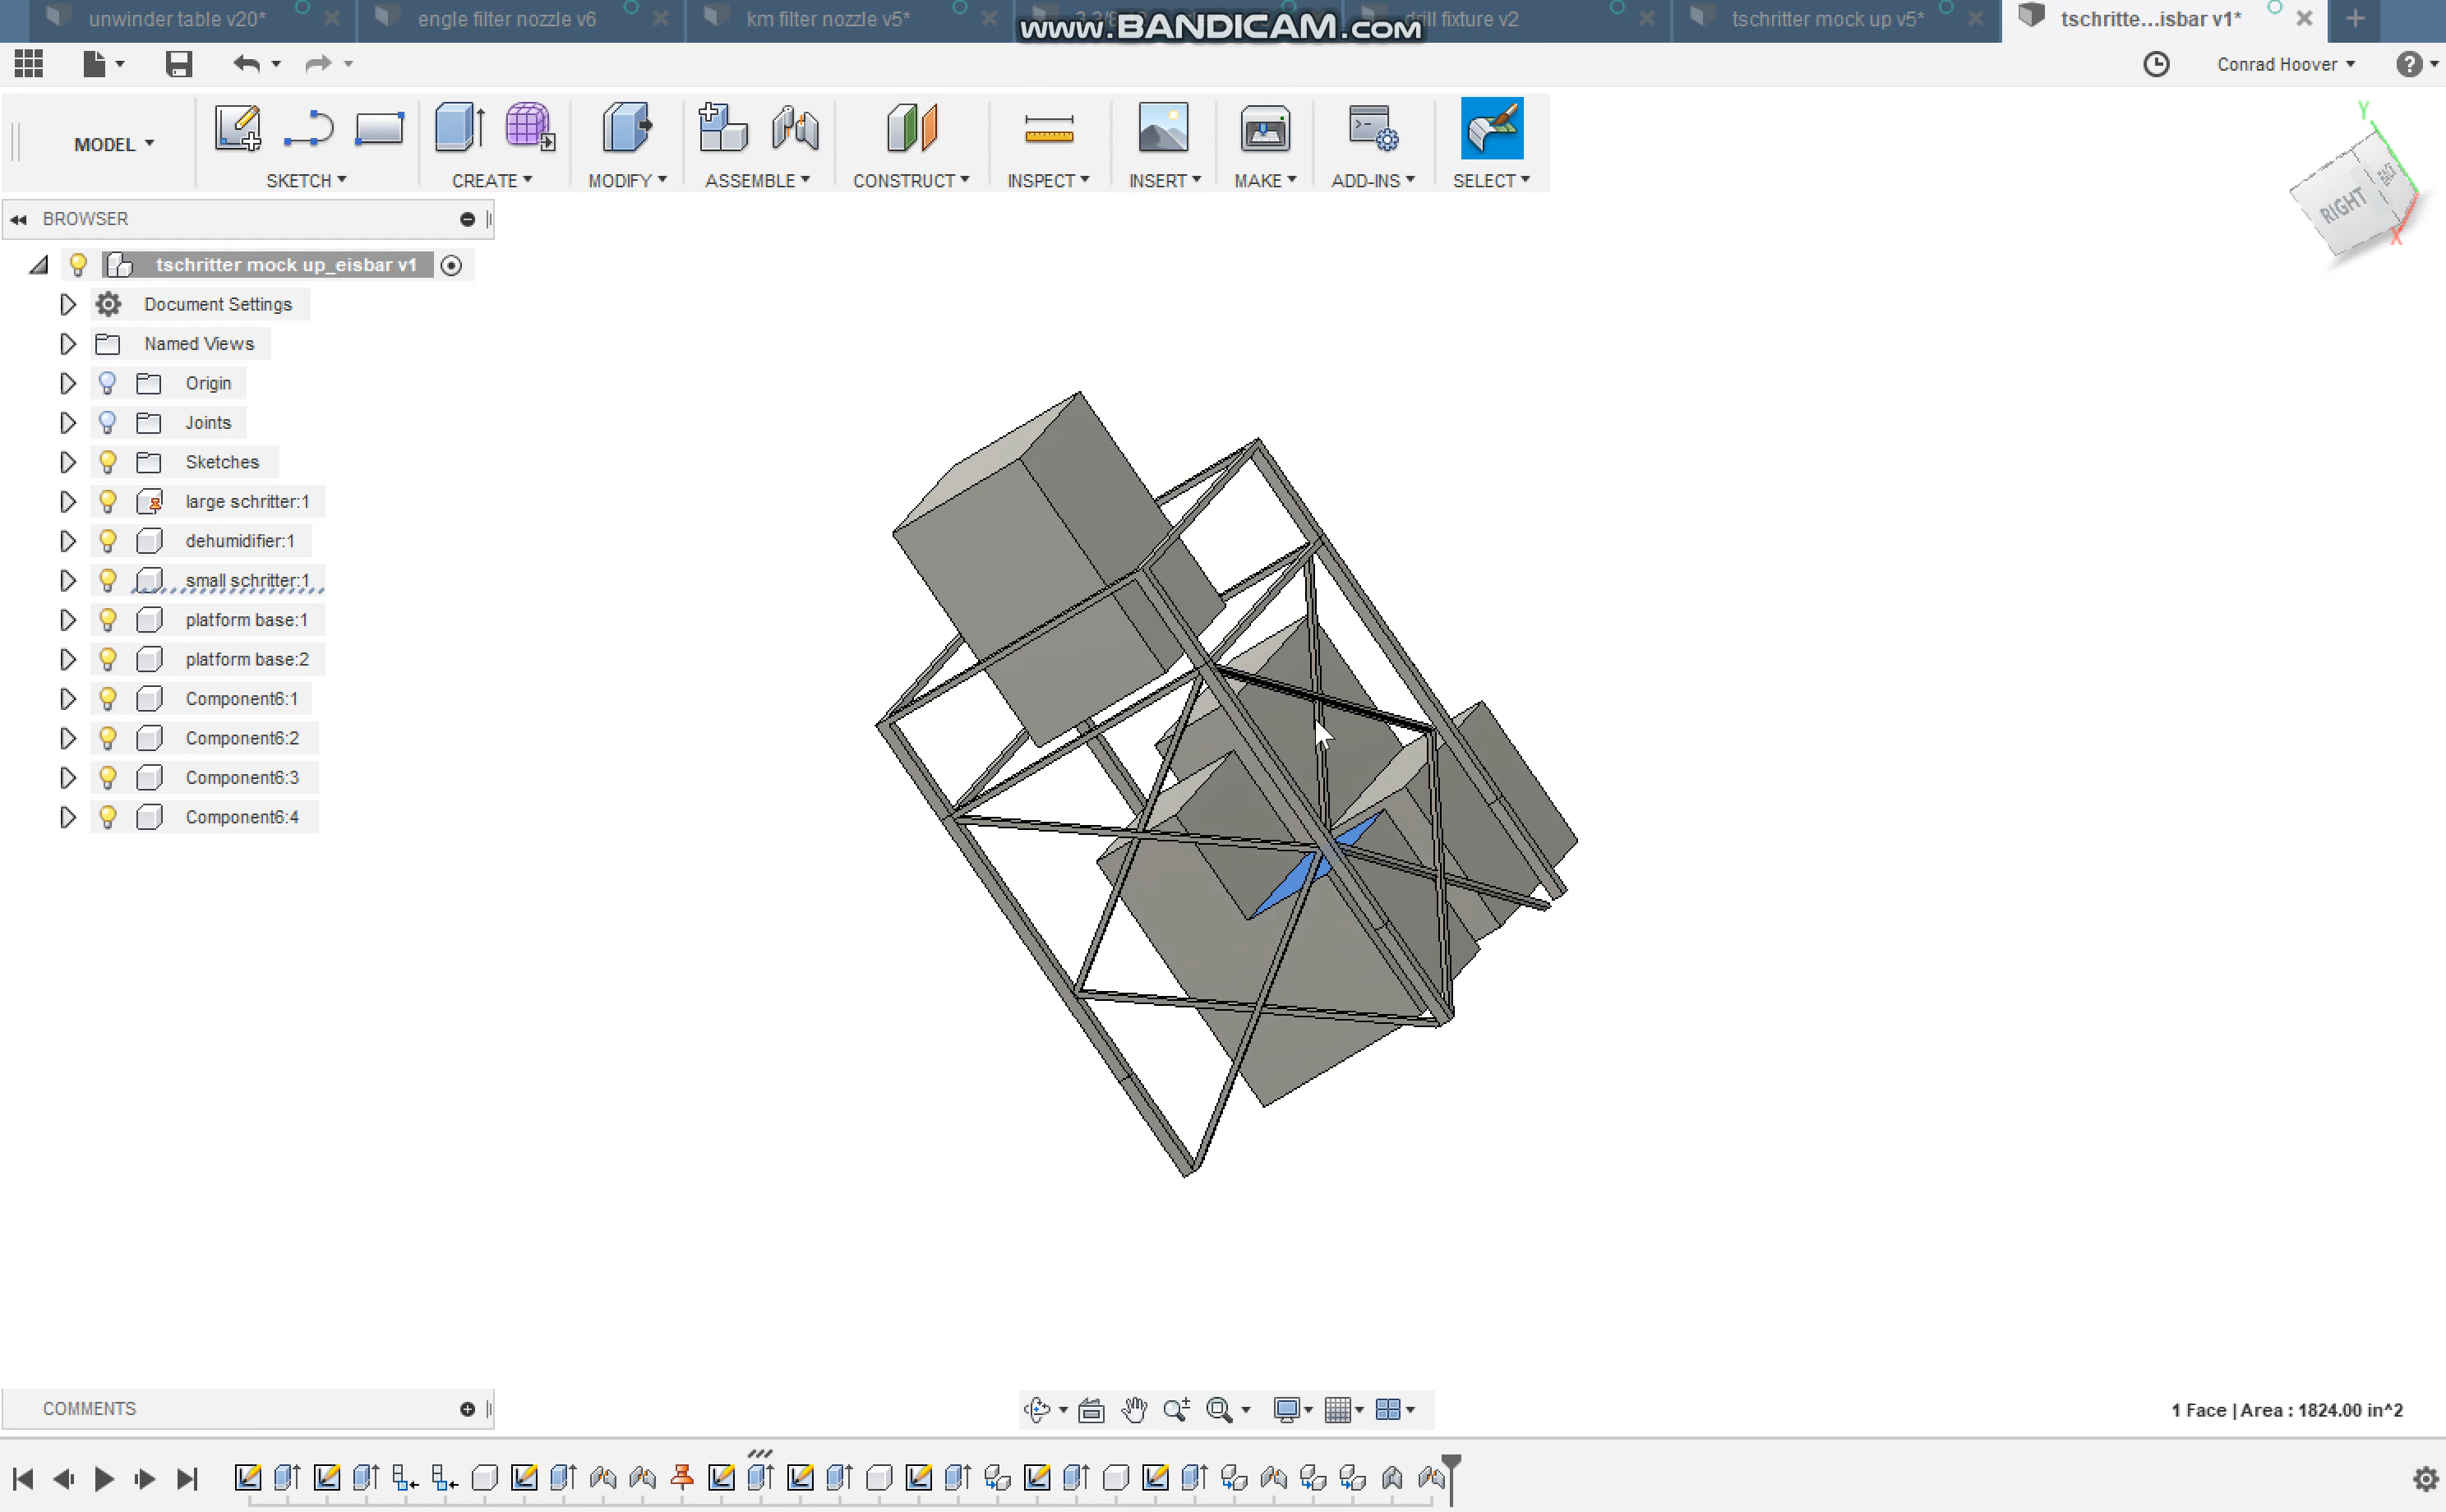 unwinder table v20*
engle filter nozzle v6
km filter nozzle v5*
www.BANDICAM.com
drill fixture v2
tschritter mock up v5*
tschritte...isbar v1*
Conrad Hoover
MODEL
SKETCH
CREATE
MODIFY
ASSEMBLE
CONSTRUCT
INSPECT
INSERT
MAKE
ADD-INS
SELECT
Y
RIGHT
X
BROWSER
tschritter mock up_eisbar v1
Document Settings
Named Views
Origin
Joints
Sketches
large schritter:1
dehumidifier:1
small schritter:1
platform base:1
platform base:2
Component6:1
Component6:2
Component6:3
Component6:4
COMMENTS
1 Face | Area : 1824.00 in^2